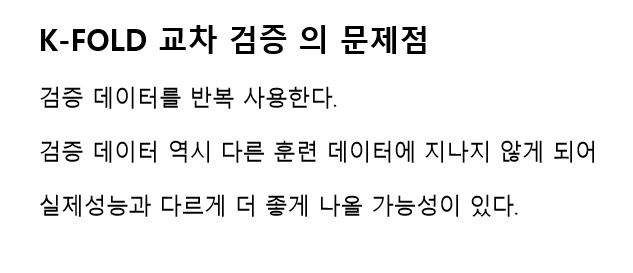 K-FOLD 교차 검증 의 문제점
검증 데이터를 반복 사용한다.
검증 데이터 역시 다른 훈련 데이터에 지나지 않게 되어
실제성능과 다르게 더 좋게 나올 가능성이 있다.